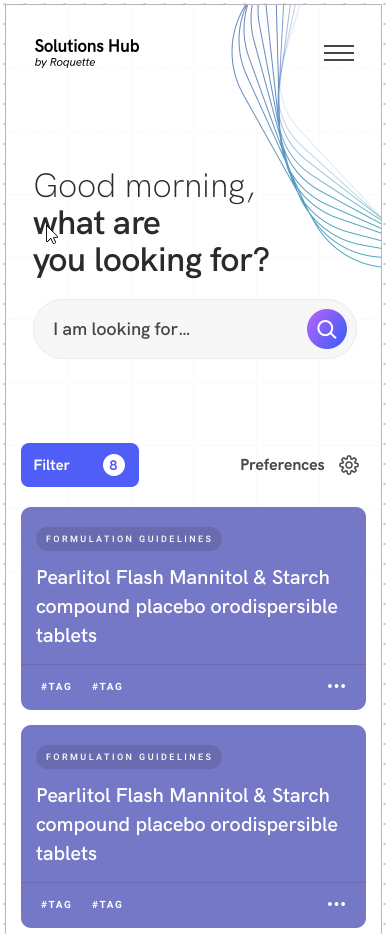 Solutions Hub
by Roquette
Good morning,
what are
you looking for?
I am looking for...
Filter 8
Preferences
FORMULATION GUIDELINES
Pearlitol Flash Mannitol & Starch
compound placebo orodispersible
tablets
#TAG #TAG
FORMULATION GUIDELINES
Pearlitol Flash Mannitol & Starch
compound placebo orodispersible
tablets
#TAG #TAG